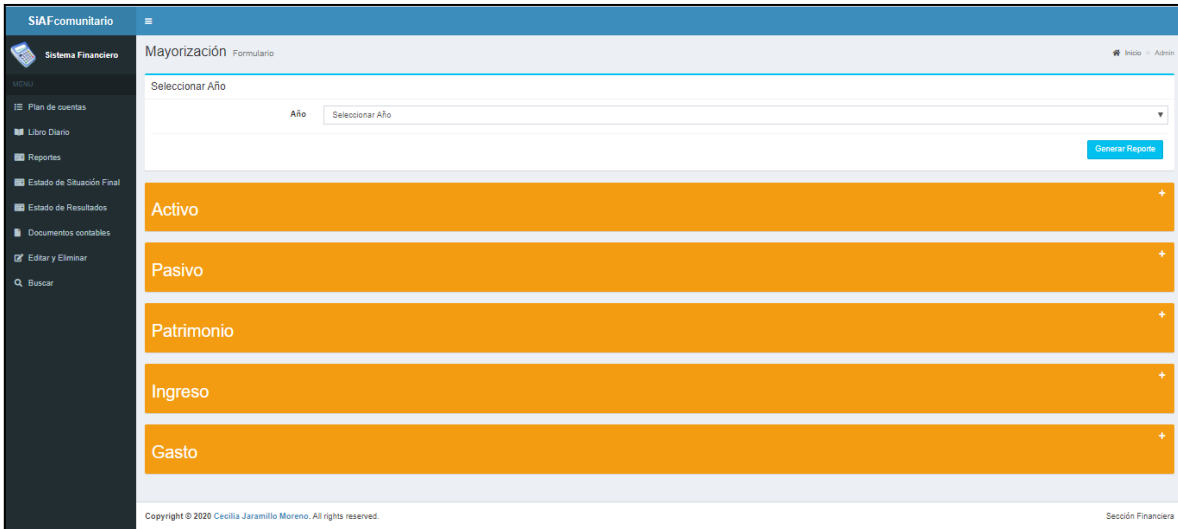 SiAFcomunitario
Sistema Financiero
MENU
Plan de cuentas
Libro Diario
Reportes
Estado de Situación Final
Estado de Resultados
Documentos contables
Editar y Eliminar
Buscar
Mayorización Formulario
Inicio > Admin
Seleccionar Año
Año Seleccionar Año
Generar Reporte
Activo
Pasivo
Patrimonio
Ingreso
Gasto
Copyright © 2020 Cecilia Jaramillo Moreno. All rights reserved.
Sección Financiera